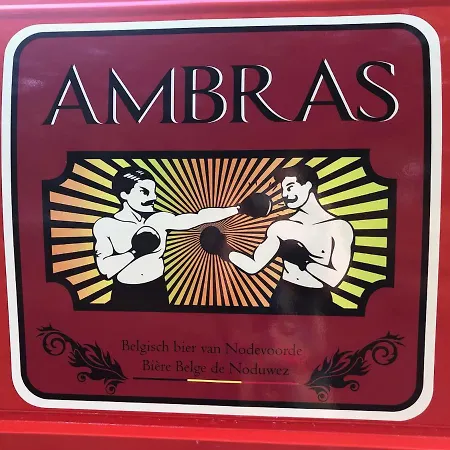 AMBRAS
Belgisch bier van Nodevoorde
Bière Belge de Noduwez